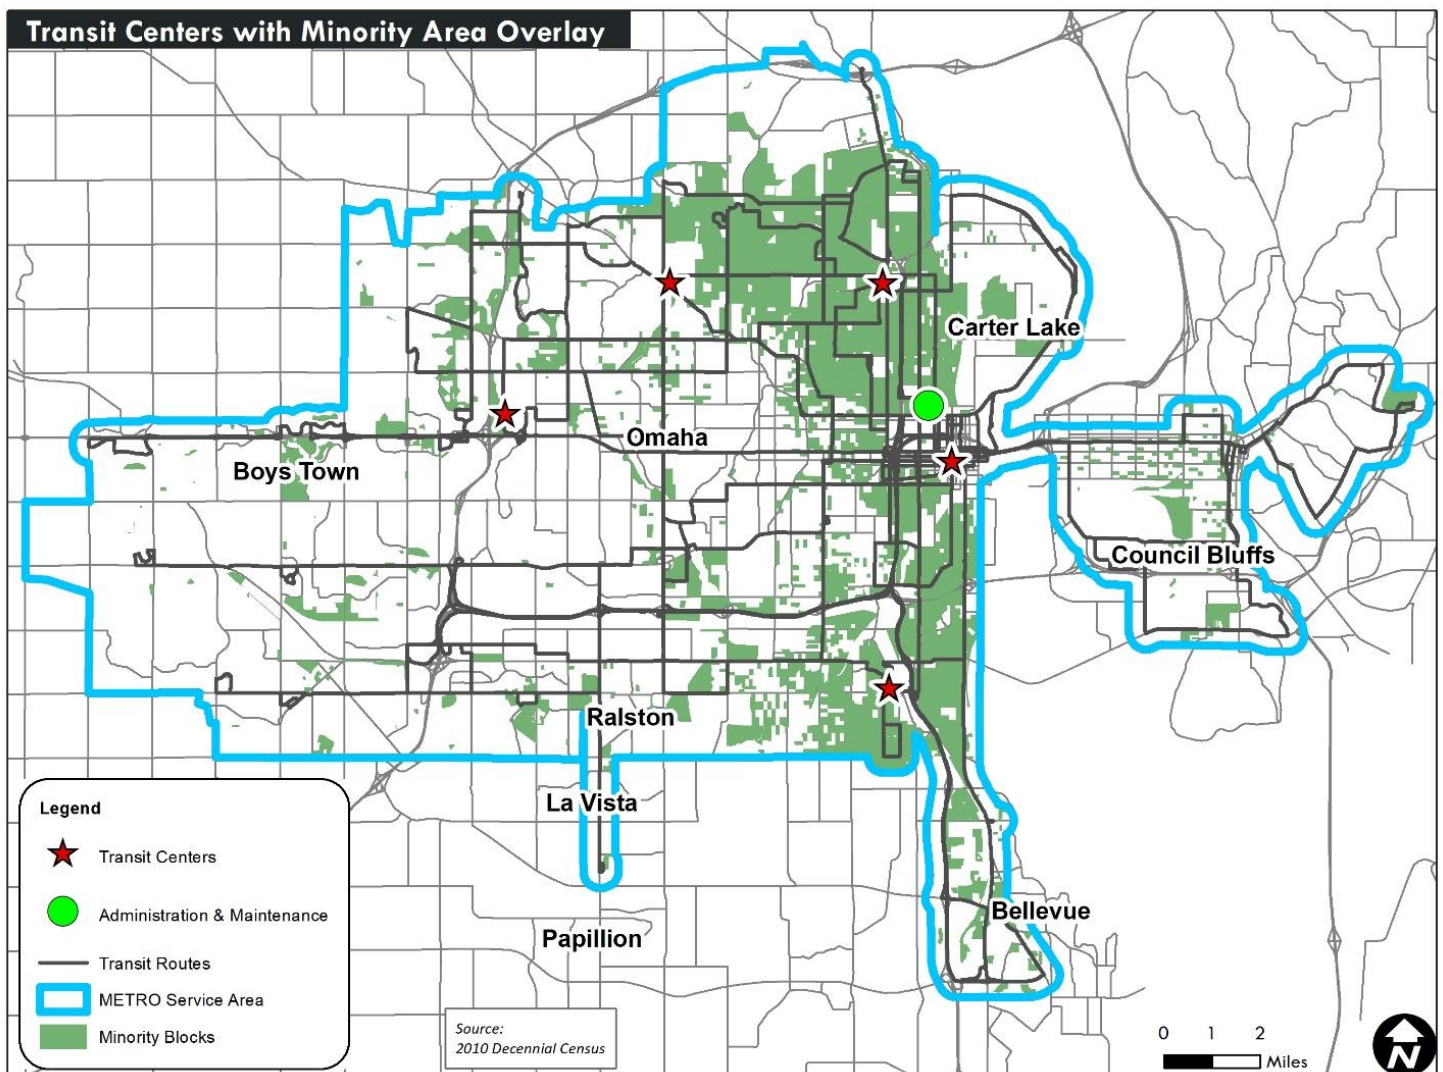 Transit Centers with Minority Area Overlay
Carter Lake
Omaha
Boys Town
Council Bluffs
Ralston
La Vista
Bellevue
Papillion
Legend
Transit Centers
Administration & Maintenance
Transit Routes
METRO Service Area
Minority Blocks
Source:
2010 Decennial Census
0 1 2
Miles
N